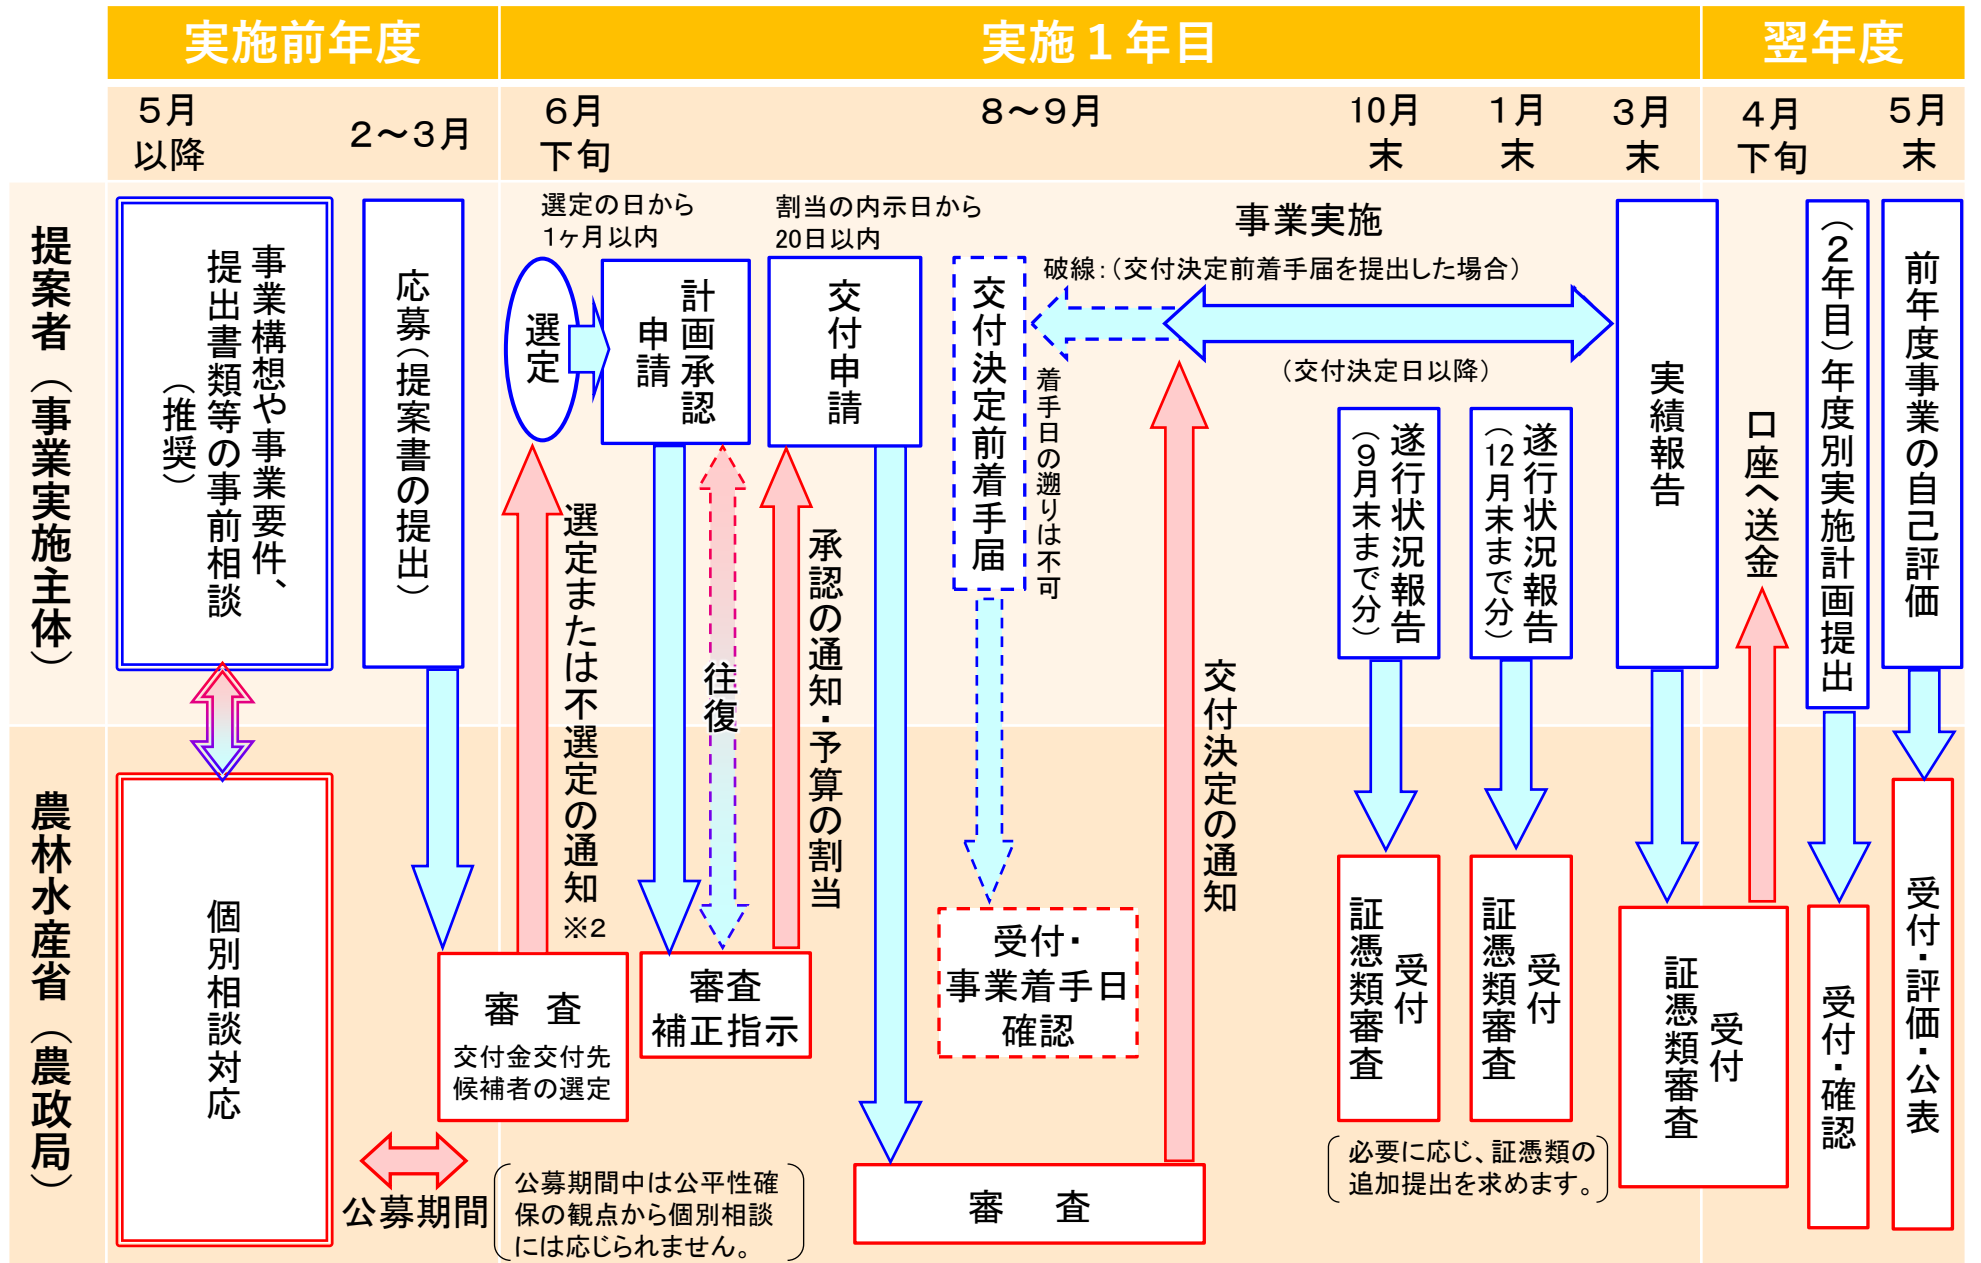 実施前年度
実施１年目
翌年度
５月
以降
２～３月
６月
下旬
８～９月
10月
末
１月
末
３月
末
４月
下旬
５月
末
提案者（事業実施主体）
事業構想や事業要件、
提出書類等の事前相談
（推奨）
応募（提案書の提出）
選定の日から
１ヶ月以内
選定
計画承認
申請
割当の内示日から
20日以内
交付申請
交付決定前着手届
着手日の遡りは不可
事業実施
破線：（交付決定前着手届を提出した場合）
（交付決定日以降）
遂行状況報告
（９月末まで分）
遂行状況報告
（12月末まで分）
実績報告
口座へ送金
（２年目）年度別実施計画提出
前年度事業の自己評価
選定または不選定の通知
※2
往復
承認の通知・予算の割当
交付決定の通知
農林水産省（農政局）
個別相談対応
公募期間
公募期間中は公平性確
保の観点から個別相談
には応じられません。
審　査
交付金交付先
候補者の選定
審査
補正指示
受付・
事業着手日
確認
審　査
受付
証憑類審査
受付
証憑類審査
必要に応じ、証憑類の
追加提出を求めます。
受付
証憑類審査
受付・確認
受付・評価・公表